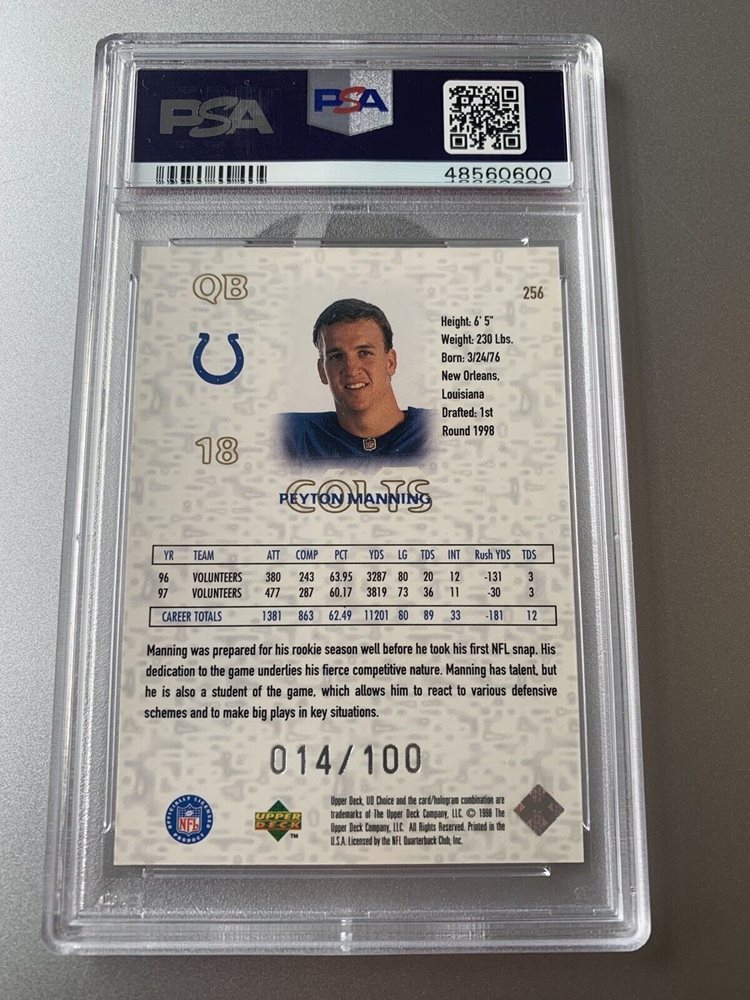 PSA
PSA
48560600
QB
256
Height: 6' 5"
Weight: 230 Lbs.
Born: 3/24/76
New Orleans,
Louisiana
Drafted: 1st
Round 1998
18
COLTS
PEYTON MANNING
YR TEAM ATT COMP PCT YDS LG TDS INT Rush YDS TDS
96 VOLUNTEERS 380 243 63.95 3287 80 20 12 -131 3
97 VOLUNTEERS 477 287 60.17 3819 73 36 11 -30 3
CAREER TOTALS 1381 863 62.49 11201 80 89 33 -181 12
Manning was prepared for his rookie season well before he took his first NFL snap. His
dedication to the game underlies his fierce competitive nature. Manning has talent, but
he is also a student of the game, which allows him to react to various defensive
schemes and to make big plays in key situations.
014/100
OFFICIALLY LICENSED PRODUCT
NFL
UPPER
DECK
TM
Upper Deck, UD Choice and the card/hologram combination are
trademarks of The Upper Deck Company, LLC. © 1998 The
Upper Deck Company, LLC. All Rights Reserved. Printed in the
U.S.A. Licensed by the NFL Quarterback Club, Inc.